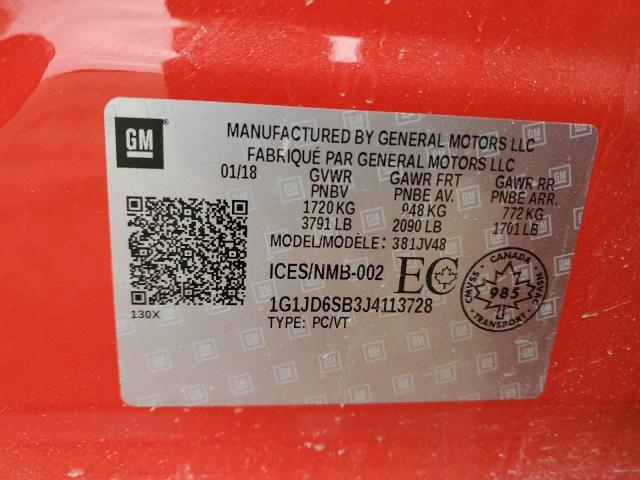 GM
MANUFACTURED BY GENERAL MOTORS LLC
FABRIQUÉ PAR GENERAL MOTORS LLC
01/18
GVWR GAWR FRT GAWR RR
PNBV PNBE AV. PNBE ARR.
1720 KG 948 KG 772 KG
3791 LB 2090 LB 1701 LB
MODEL/MODÈLE: 381JV48
ICES/NMB-002 EC
CANADA
CMVSS 985 NSVAC
TRANSPORT
1G1JD6SB3J4113728
TYPE: PC/VT
130X